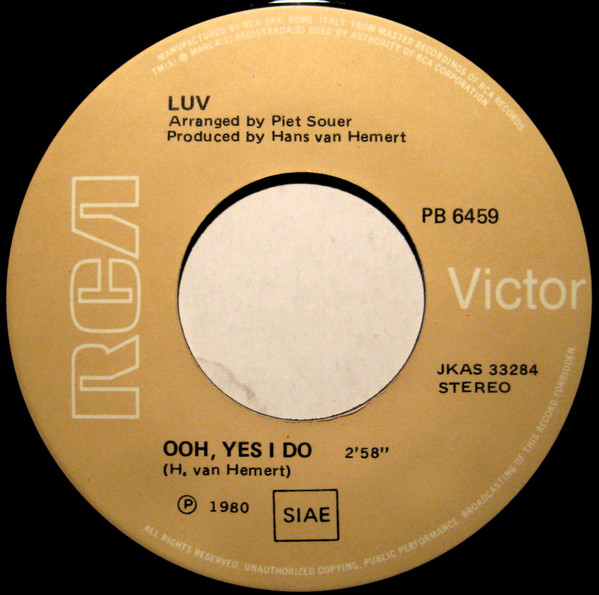 MANUFACTURED BY RCA-SPA, ROME, ITALY, FROM MASTER RECORDINGS OF RCA RECORDS.
TM(S) ® MARCA(S) REGISTRADA(S) USED BY AUTHORITY OF RCA CORPORATION.
LUV
Arranged by Piet Souer
Produced by Hans van Hemert
RCA
PB 6459
Victor
JKAS 33284
STEREO
OOH, YES I DO 2'58"
(H. van Hemert)
Ⓟ 1980 SIAE
ALL RIGHTS RESERVED. UNAUTHORIZED COPYING, PUBLIC PERFORMANCE, BROADCASTING OF THIS RECORD FORBIDDEN.